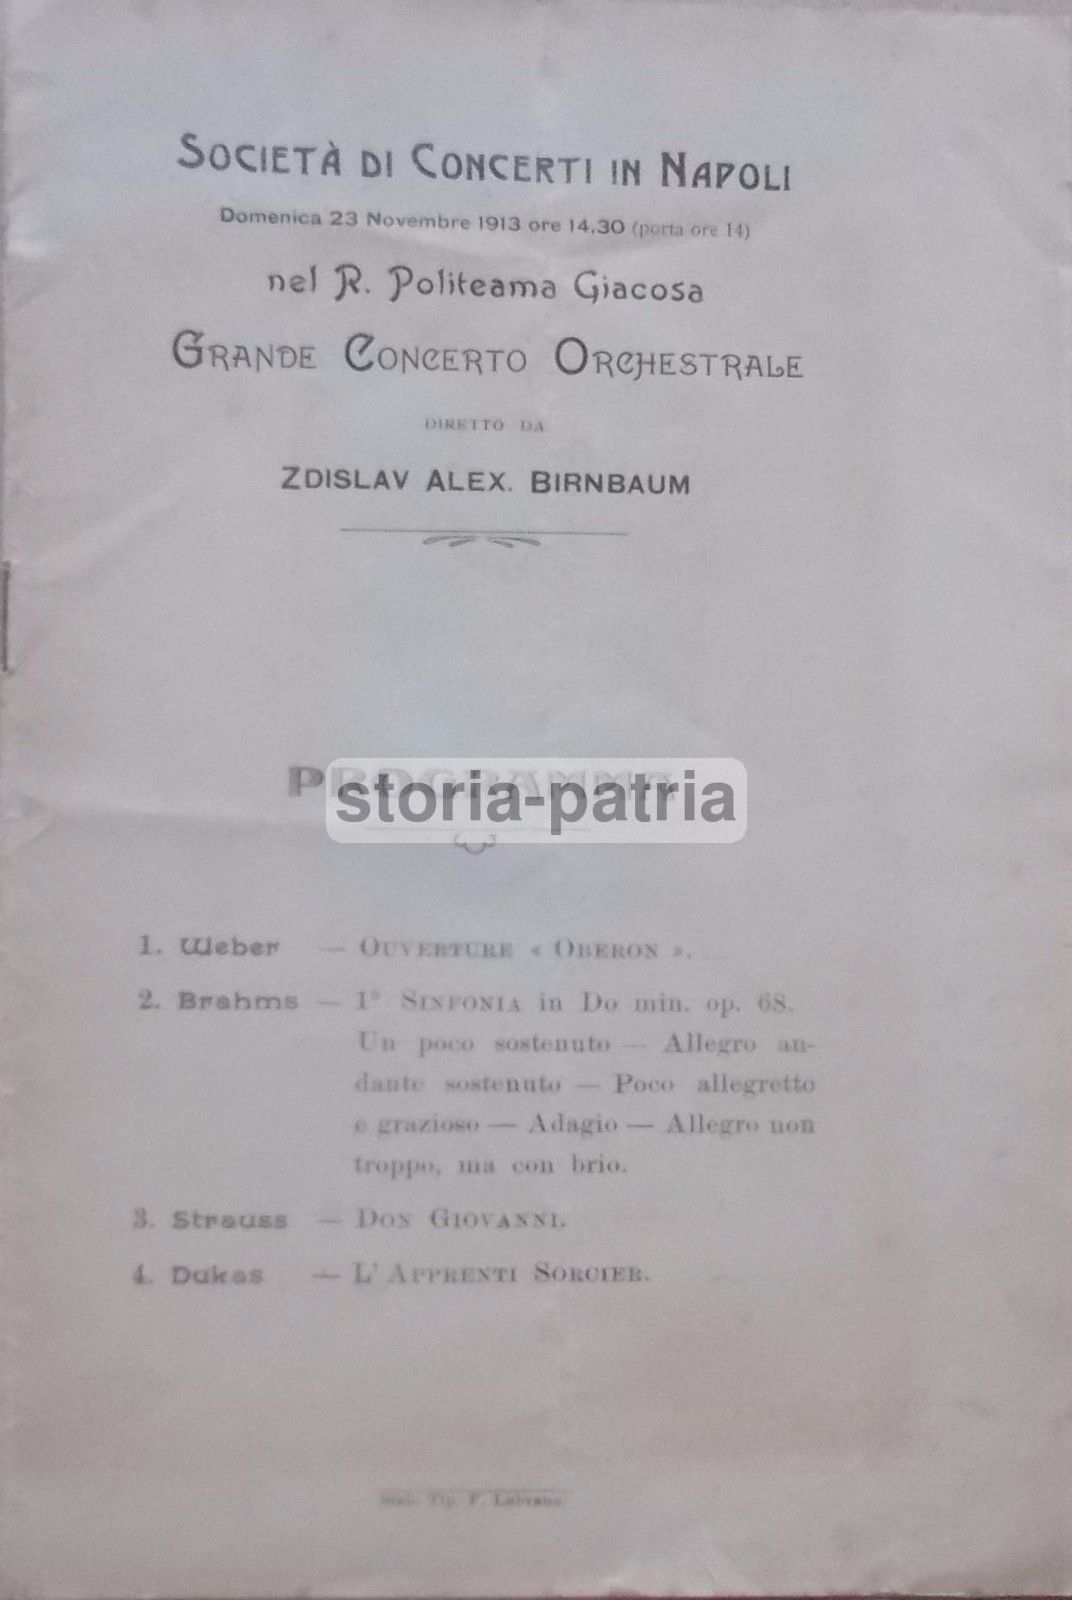 SOCIETÀ DI CONCERTI IN NAPOLI
Domenica 23 Novembre 1913 ore 14,30 (porta ore 14)
nel R. Politeama Giacosa
GRANDE CONCERTO ORCHESTRALE
DIRETTO DA
ZDISLAV ALEX. BIRNBAUM
PROGRAMMA
storia-patria
1. Weber — OUVERTURE « OBERON ».
2. Brahms — 1ª SINFONIA in Do min. op. 68.
Un poco sostenuto — Allegro an-
dante sostenuto — Poco allegretto
e grazioso — Adagio — Allegro non
troppo, ma con brio.
3. Strauss — DON GIOVANNI.
4. Dukas — L'APPRENTI SORCIER.
Tip. F.